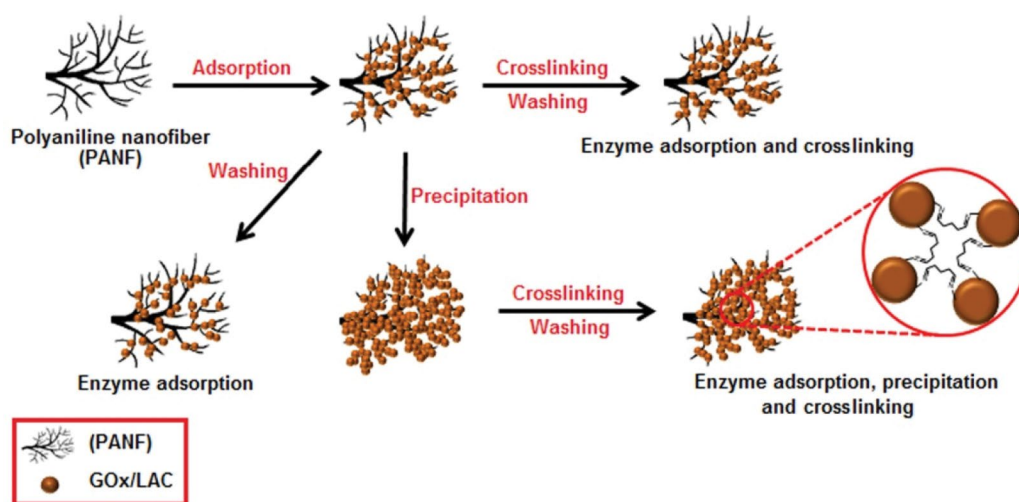 Adsorption
Crosslinking
Washing
Polyaniline nanofiber
(PANF)
Enzyme adsorption and crosslinking
Washing
Precipitation
Crosslinking
Washing
Enzyme adsorption
Enzyme adsorption, precipitation
and crosslinking
(PANF)
GOx/LAC